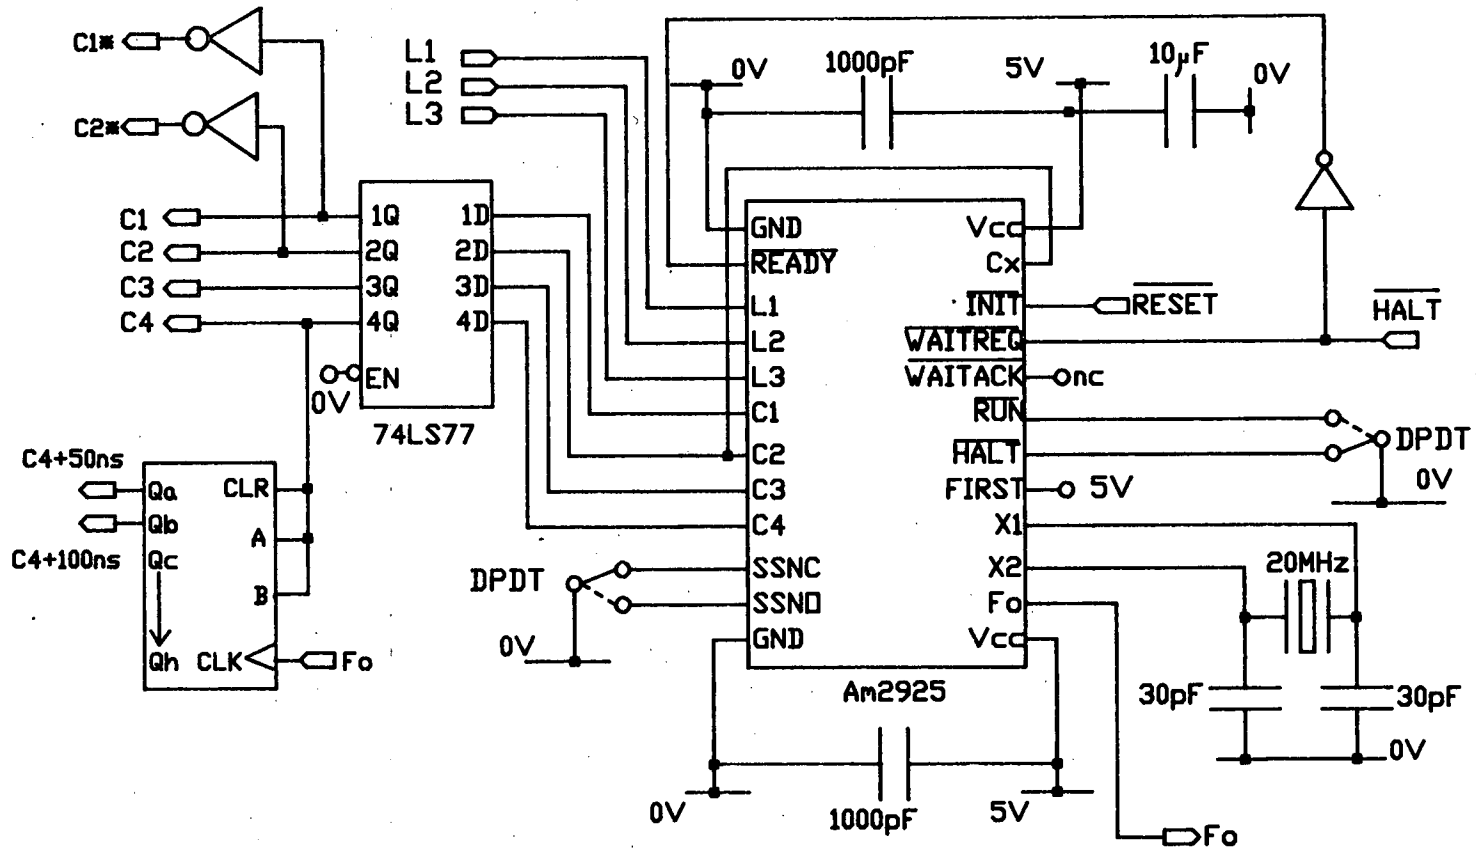 C1*
C2*
L1
L2
L3
0V
1000pF
5V
10µF
0V
C1
C2
C3
C4
1Q
2Q
3Q
4Q
EN
0V
1D
2D
3D
4D
74LS77
GND
READY
L1
L2
L3
C1
C2
C3
C4
SSNC
SSNO
GND
Vcc
Cx
INIT
WAITREQ
WAITACK
RUN
HALT
FIRST
X1
X2
Fo
Vcc
Am2925
RESET
HALT
nc
DPDT
0V
5V
20MHz
30pF
30pF
0V
C4+50ns
C4+100ns
Qa
Qb
Qc
Qh
CLR
A
B
CLK
Fo
DPDT
0V
0V
1000pF
5V
Fo